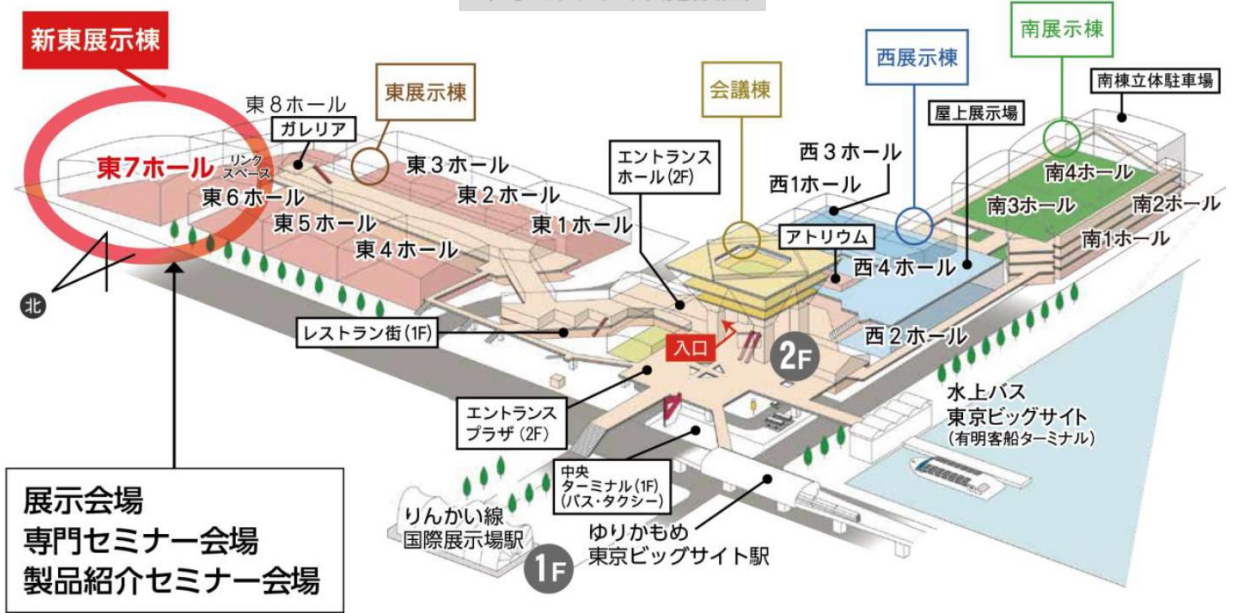 新東展示棟
東8ホール
ガレリア
東展示棟
東7ホール
リンク
スペース
東6ホール
東5ホール
東4ホール
東3ホール
東2ホール
東1ホール
会議棟
エントランス
ホール(2F)
西展示棟
西3ホール
西1ホール
アトリウム
西4ホール
西2ホール
屋上展示場
南展示棟
南棟立体駐車場
南4ホール
南3ホール
南2ホール
南1ホール
北
レストラン街(1F)
入口
2F
エントランス
プラザ(2F)
中央
ターミナル(1F)
(バス・タクシー)
水上バス
東京ビッグサイト
(有明客船ターミナル)
りんかい線
国際展示場駅
1F
ゆりかもめ
東京ビッグサイト駅
展示会場
専門セミナー会場
製品紹介セミナー会場